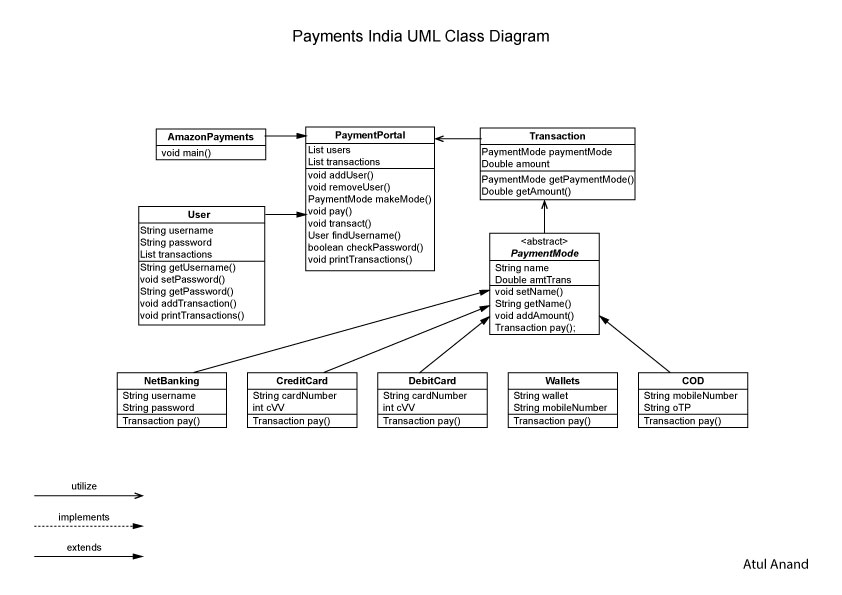 Payments India UML Class Diagram
AmazonPayments
void main()
PaymentPortal
List users
List transactions
void addUser()
void removeUser()
PaymentMode makeMode()
void pay()
void transact()
User findUsername()
boolean checkPassword()
void printTransactions()
Transaction
PaymentMode paymentMode
Double amount
PaymentMode getPaymentMode()
Double getAmount()
User
String username
String password
List transactions
String getUsername()
void setPassword()
String getPassword()
void addTransaction()
void printTransactions()
<abstract>
PaymentMode
String name
Double amtTrans
void setName()
String getName()
void addAmount()
Transaction pay();
NetBanking
String username
String password
Transaction pay()
CreditCard
String cardNumber
int cVV
Transaction pay()
DebitCard
String cardNumber
int cVV
Transaction pay()
Wallets
String wallet
String mobileNumber
Transaction pay()
COD
String mobileNumber
String oTP
Transaction pay()
utilize
implements
extends
Atul Anand